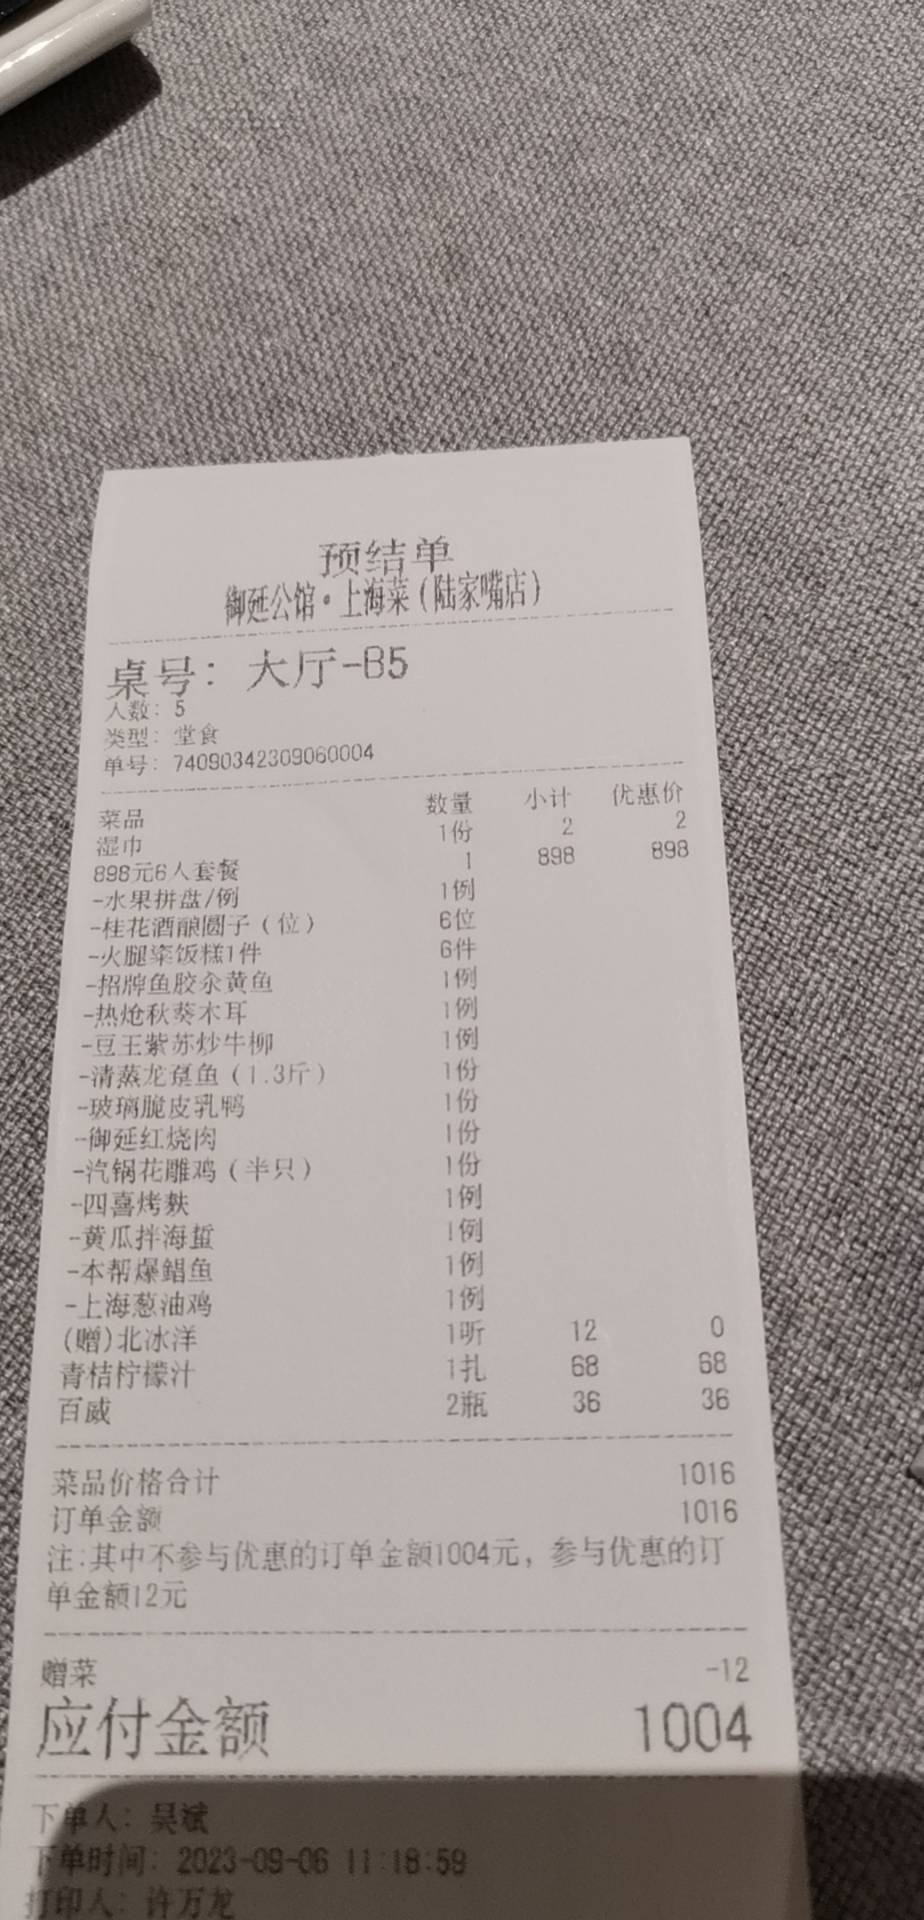 预结单
御延公馆•上海菜(陆家嘴店)
桌号: 大厅-B5
人数: 5
类型: 堂食
单号: 74090342309060004
菜品 数量 小计 优惠价
湿巾 1份 2 2
898元6人套餐 1 898 898
-水果拼盘/例 1例
-桂花酒酿圆子(位) 6位
-火腿粢饭糕1件 6件
-招牌鱼胶汆黄鱼 1例
-热炝秋葵木耳 1例
-豆王紫苏炒牛柳 1例
-清蒸龙趸鱼(1.3斤) 1份
-玻璃脆皮乳鸭 1份
-御延红烧肉 1份
-汽锅花雕鸡(半只) 1份
-四喜烤麸 1例
-黄瓜拌海蜇 1例
-本帮爆鲳鱼 1例
-上海葱油鸡 1例
(赠)北冰洋 1听 12 0
青桔柠檬汁 1扎 68 68
百威 2瓶 36 36
菜品价格合计 1016
订单金额 1016
注:其中不参与优惠的订单金额1004元, 参与优惠的订
单金额12元
赠菜 -12
应付金额 1004
下单人: 吴斌
下单时间: 2023-09-06 11:18:59
打印人: 许万龙